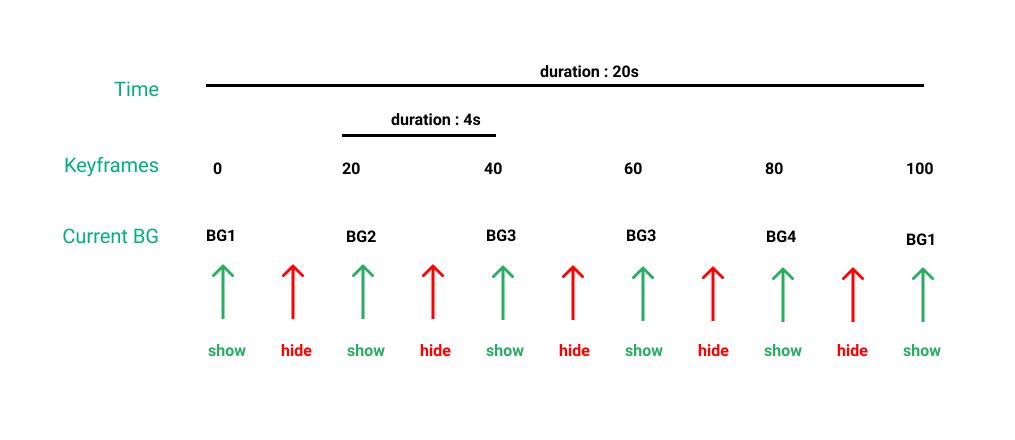 duration : 20s
Time
duration : 4s
Keyframes 0 20 40 60 80 100
Current BG BG1 BG2 BG3 BG3 BG4 BG1
show hide show hide show hide show hide show hide show